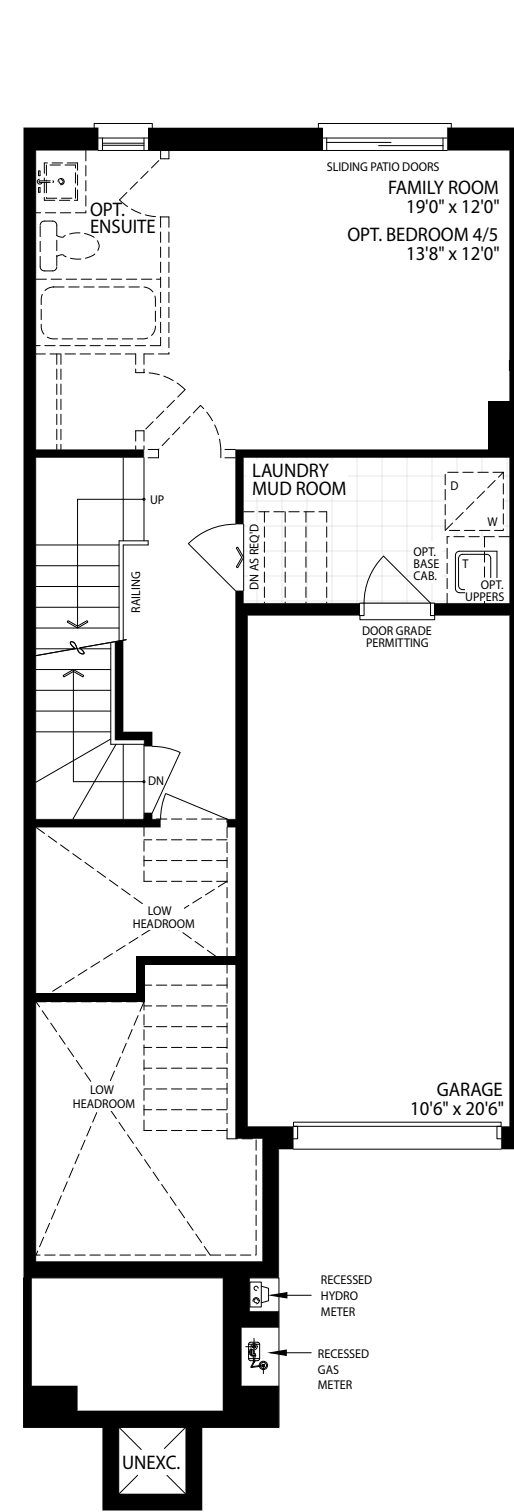 SLIDING PATIO DOORS
FAMILY ROOM
19'0" x 12'0"
OPT. BEDROOM 4/5
13'8" x 12'0"
OPT.
ENSUITE
LAUNDRY
MUD ROOM
D
W
UP
DN AS REQ'D
OPT.
BASE
CAB.
T
OPT.
UPPERS
RAILING
DOOR GRADE
PERMITTING
DN
LOW
HEADROOM
LOW
HEADROOM
GARAGE
10'6" x 20'6"
RECESSED
HYDRO
METER
RECESSED
GAS
METER
UNEXC.